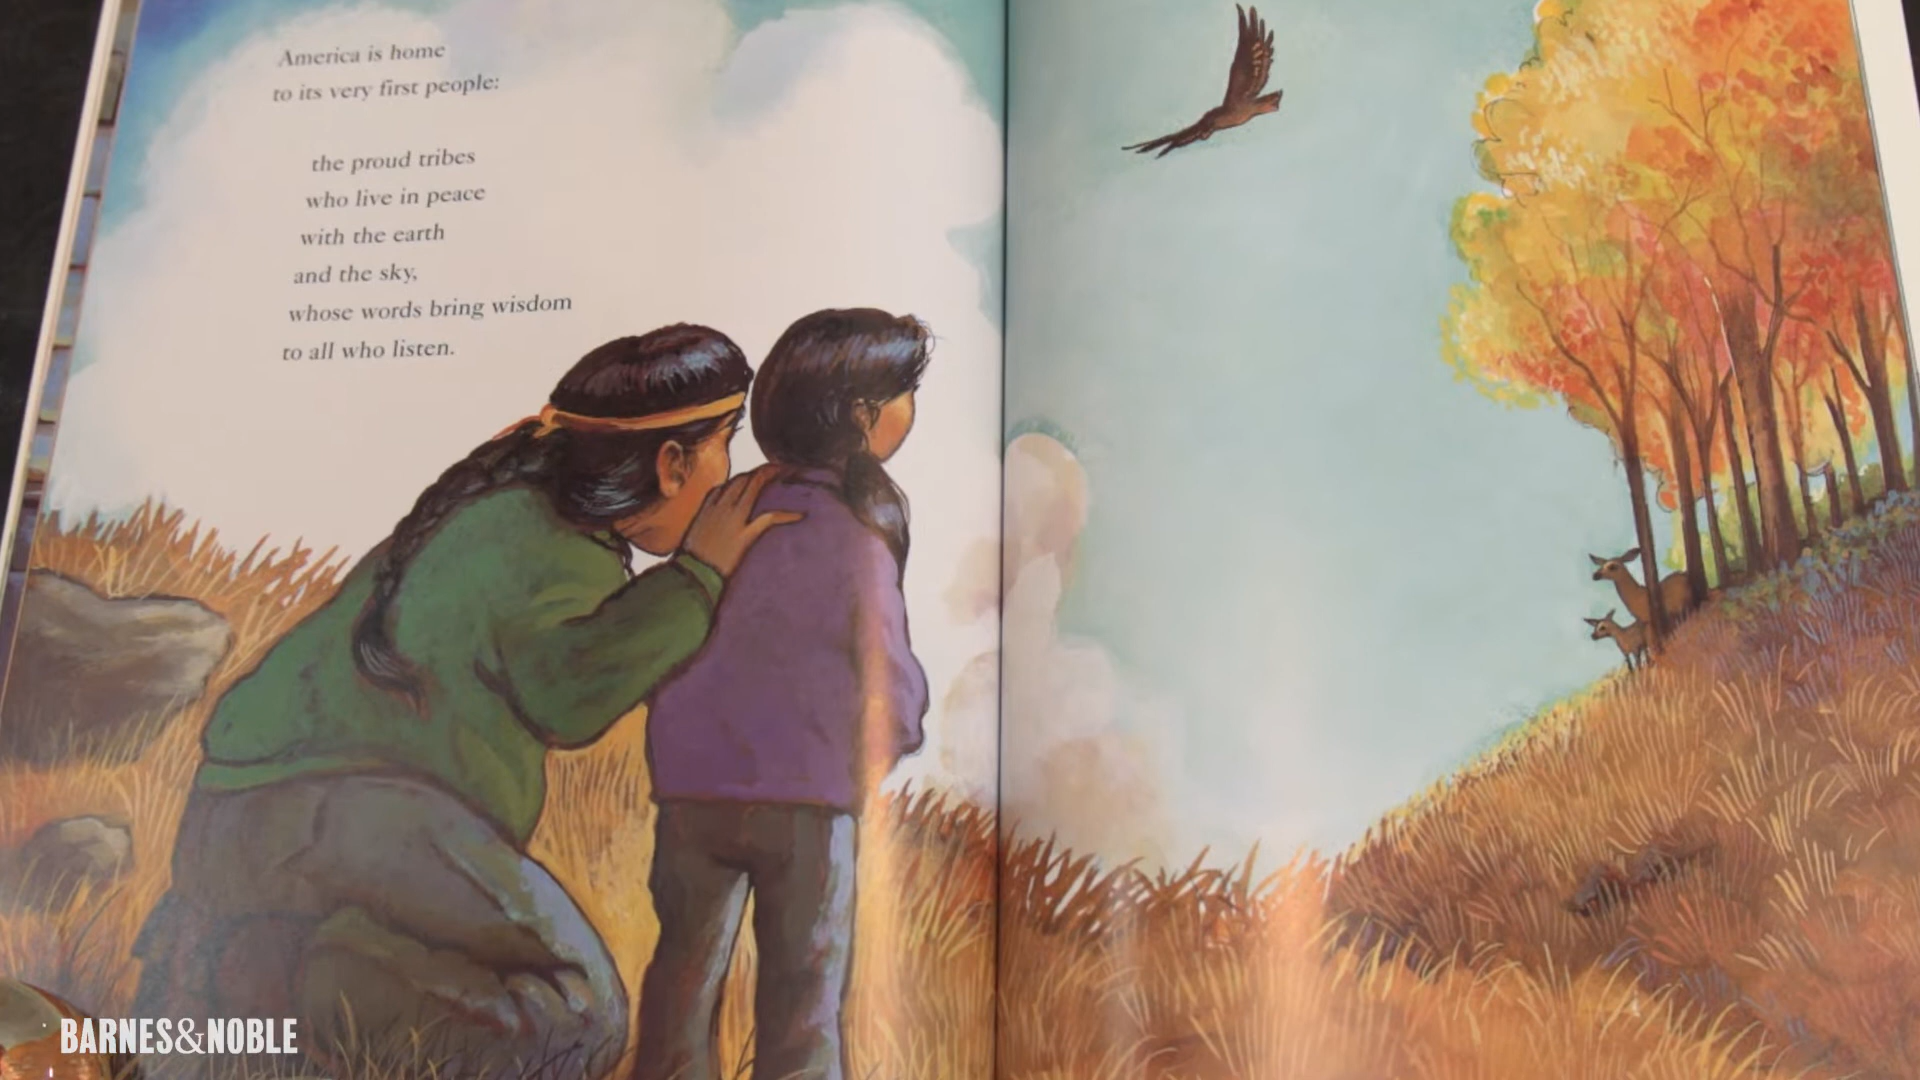 America is home
to its very first people:
the proud tribes
who live in peace
with the earth
and the sky,
whose words bring wisdom
to all who listen.
BARNES&NOBLE